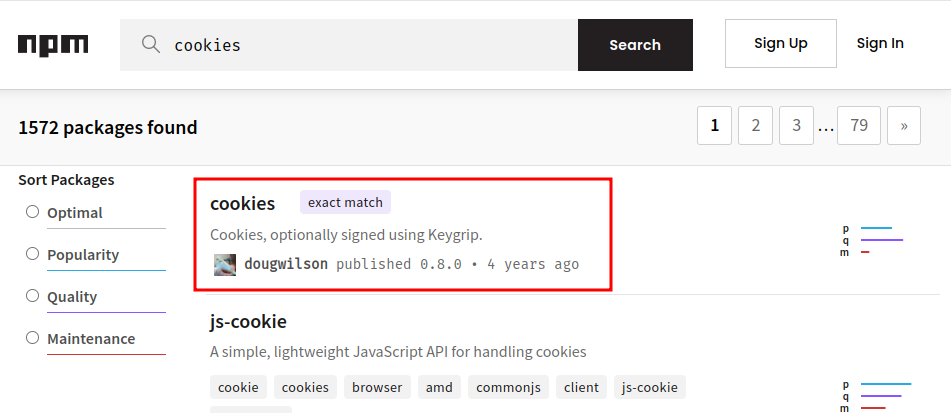 npm
cookies
Search
Sign Up
Sign In
1572 packages found
1
2
3
...
79
»
Sort Packages
Optimal
Popularity
Quality
Maintenance
cookies
exact match
Cookies, optionally signed using Keygrip.
dougwilson published 0.8.0 • 4 years ago
p
q
m
js-cookie
A simple, lightweight JavaScript API for handling cookies
cookie cookies browser amd commonjs client js-cookie
p
q
m